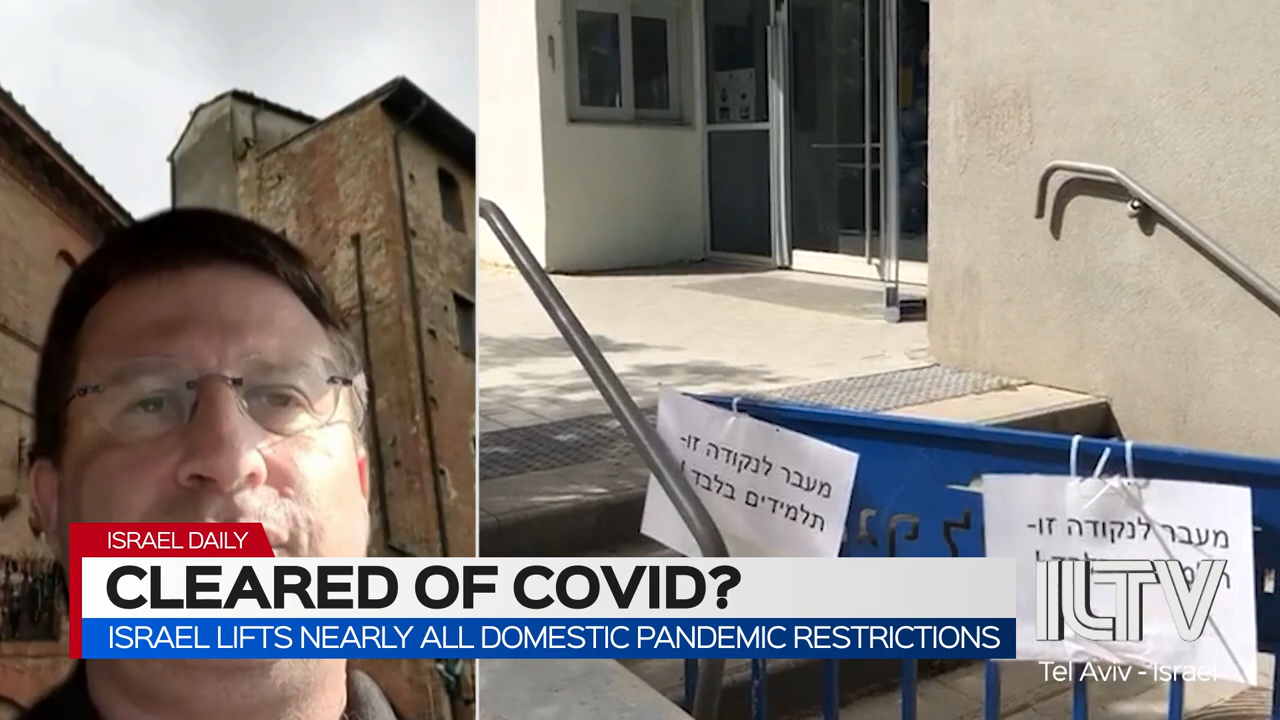 מעבר לנקודה זו-
תלמידים בלבד !
מעבר לנקודה זו-
ISRAEL DAILY
CLEARED OF COVID?
ISRAEL LIFTS NEARLY ALL DOMESTIC PANDEMIC RESTRICTIONS
ILTV
Tel Aviv - Israel